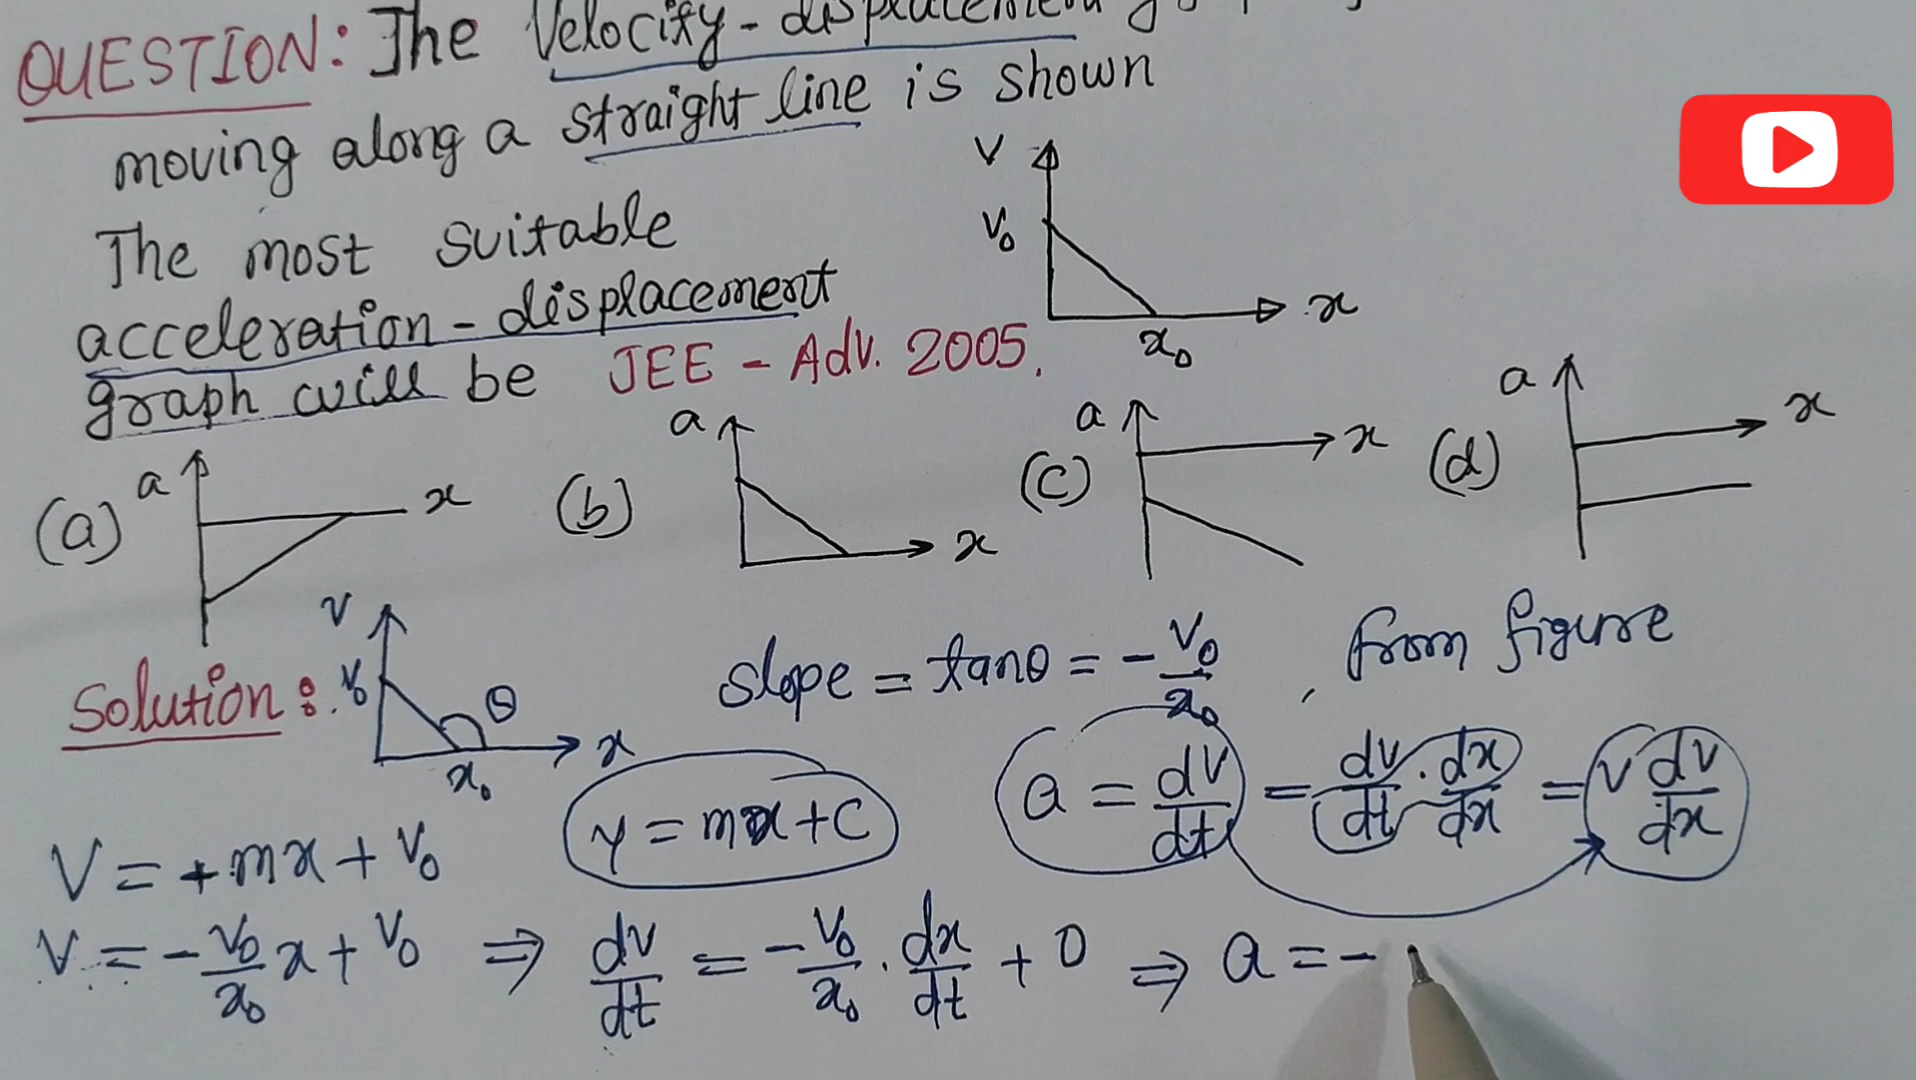 QUESTION: The Velocity-displacement
moving along a straight line is shown
The most suitable
acceleration-displacement
graph will be JEE - Adv. 2005.
V
V₀
x₀
x
(a) a x
(b) a x
(c) a x
(d) a x
Solution:
V
V₀
θ
x₀
x
slope = tanθ = -V₀/x₀, from figure
y = mx + c
a = dV/dt = dv/dt . dx/dx = V dv/dx
V = +mx + V₀
V = -V₀/x₀ x + V₀ ⇒ dv/dt = -V₀/x₀ . dx/dt + 0 ⇒ a = -